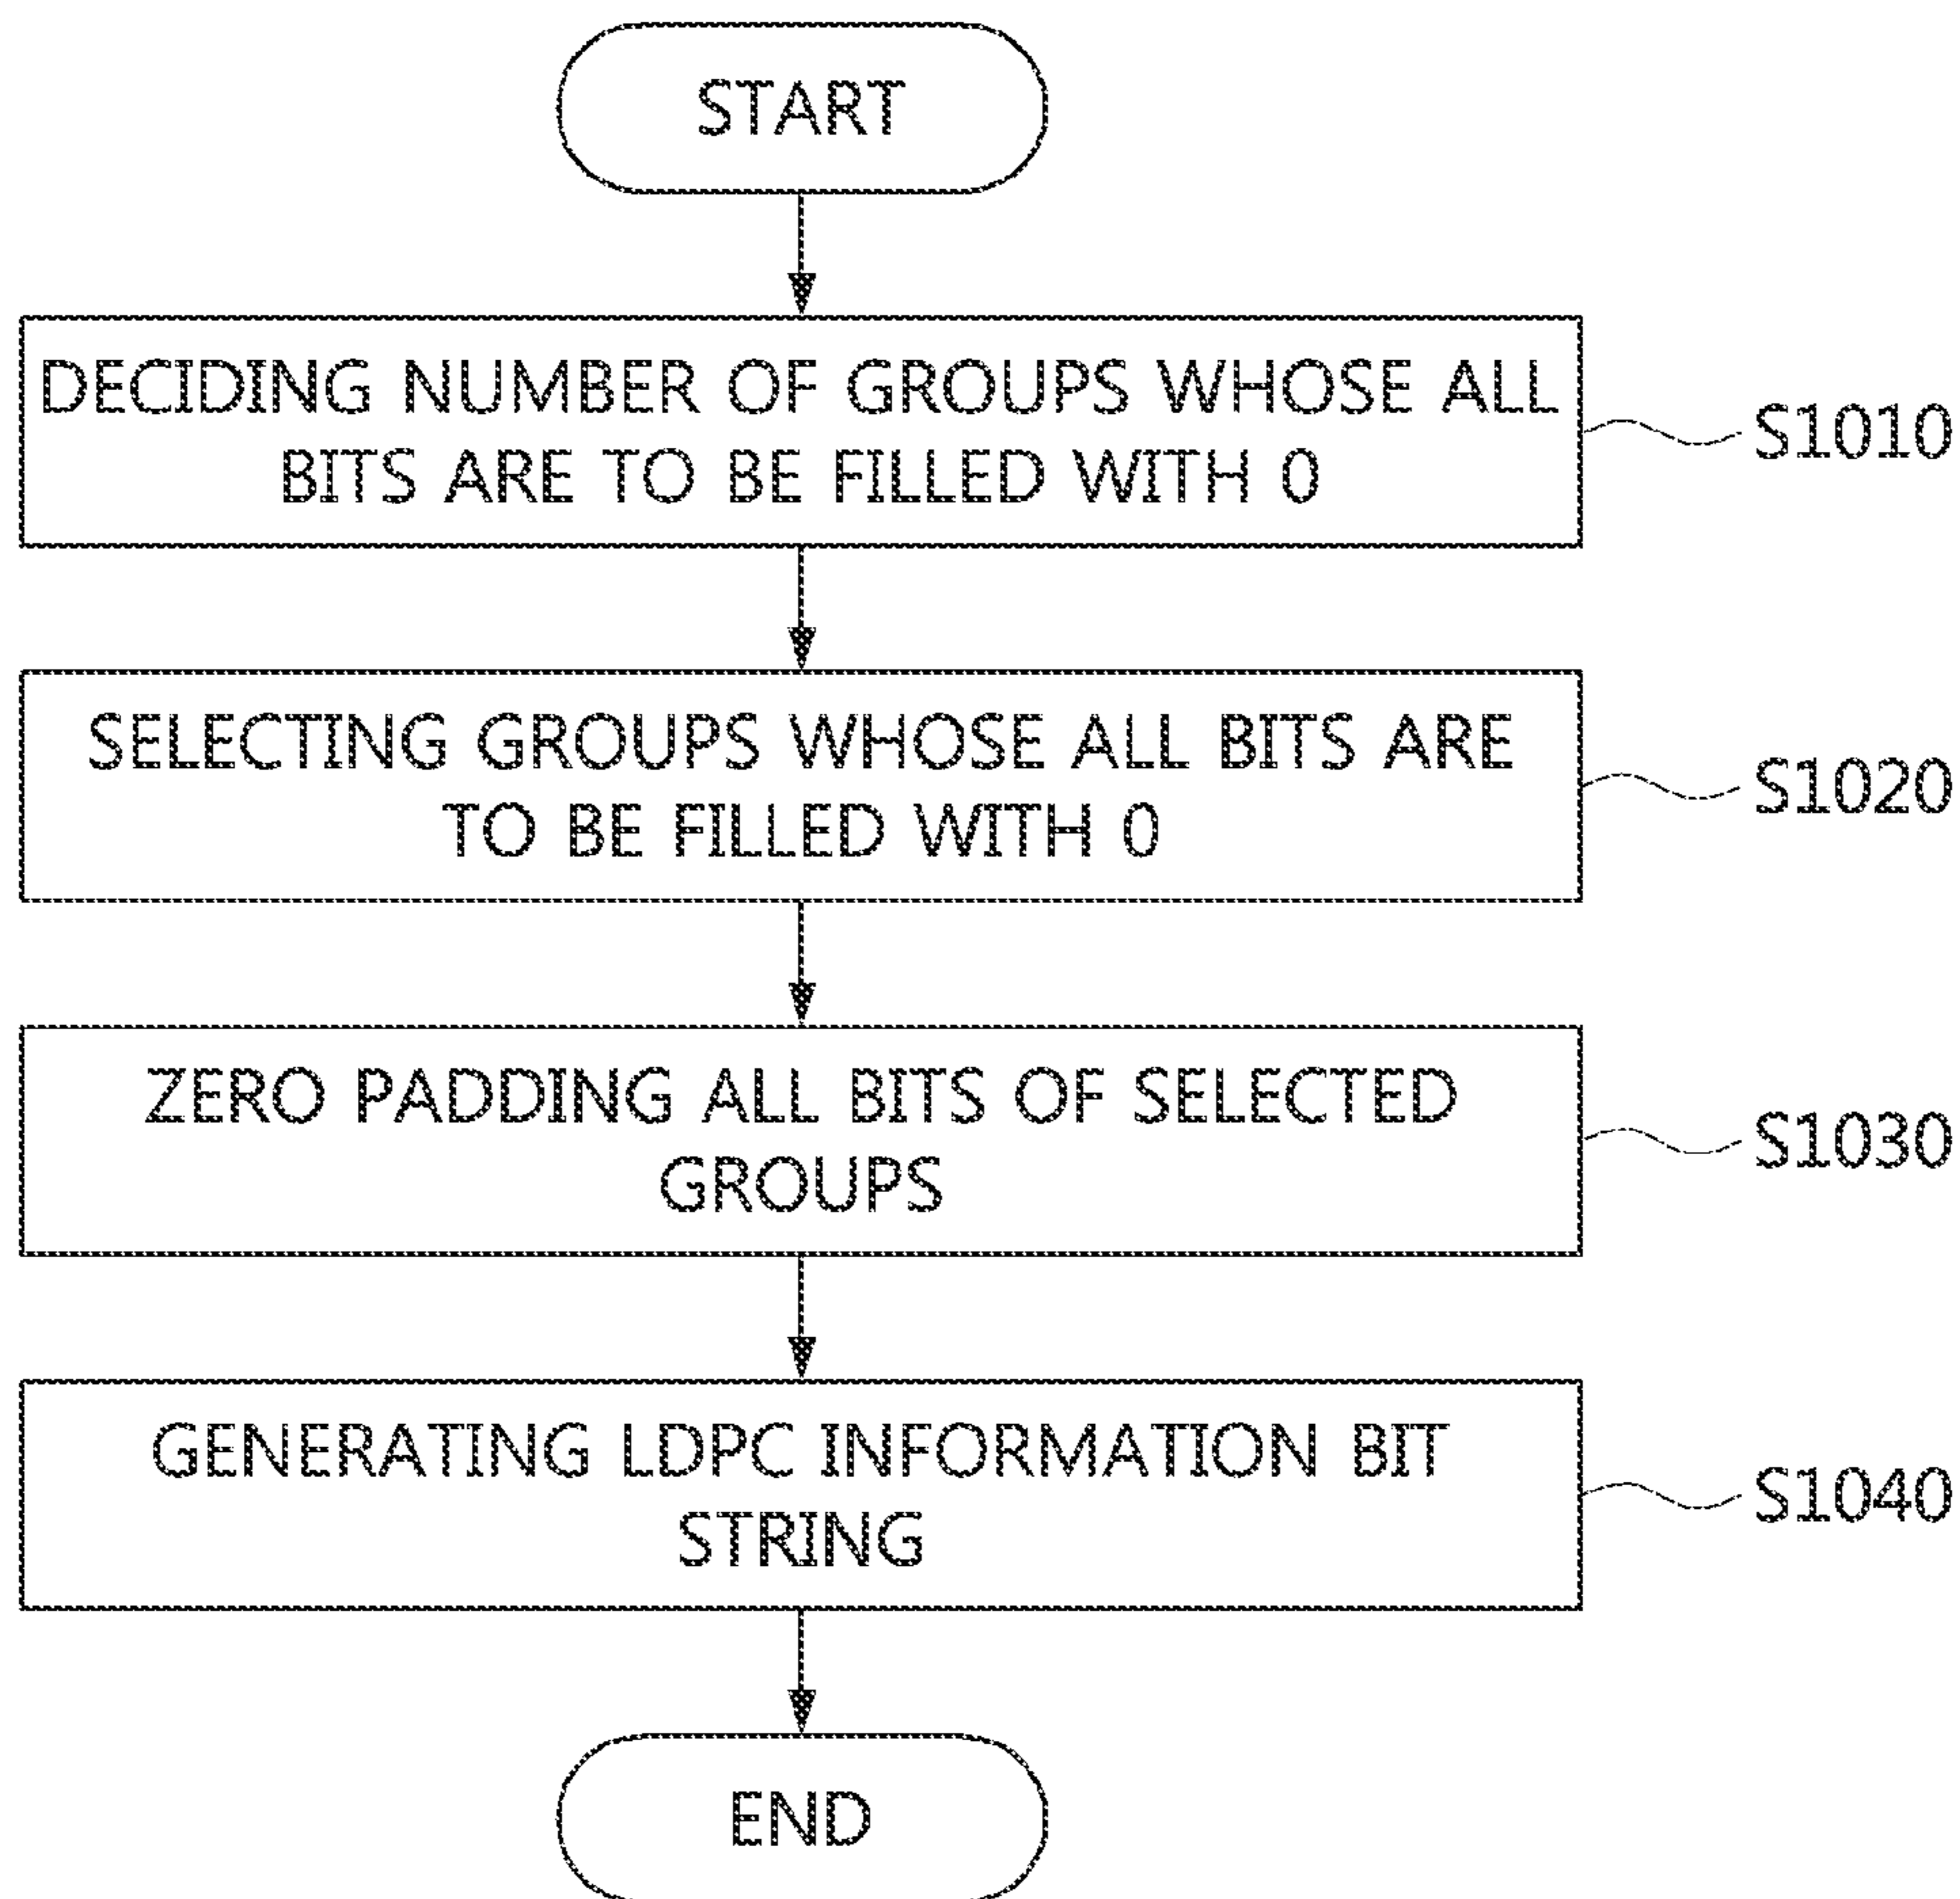 START
DECIDING NUMBER OF GROUPS WHOSE ALL
BITS ARE TO BE FILLED WITH 0
S1010
SELECTING GROUPS WHOSE ALL BITS ARE
TO BE FILLED WITH 0
S1020
ZERO PADDING ALL BITS OF SELECTED
GROUPS
S1030
GENERATING LDPC INFORMATION BIT
STRING
S1040
END